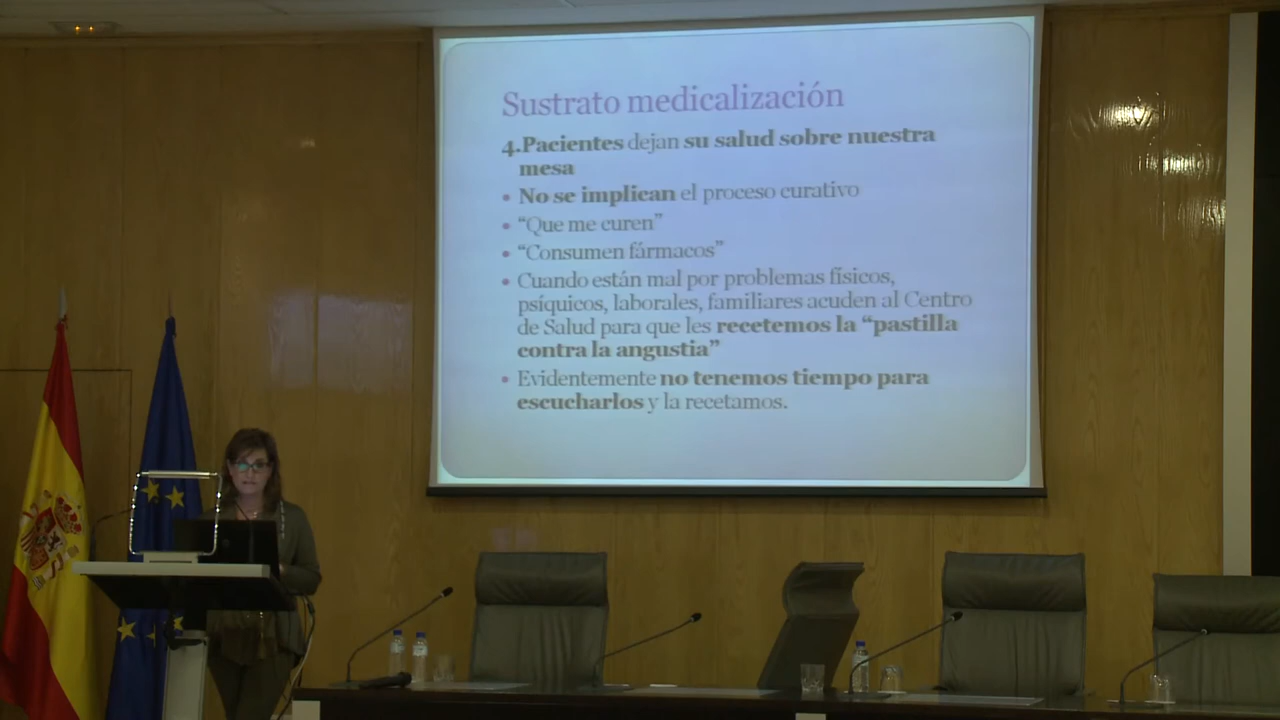 Sustrato medicalización
4.Pacientes dejan su salud sobre nuestra
mesa
• No se implican el proceso curativo
• “Que me curen”
• “Consumen fármacos”
• Cuando están mal por problemas físicos,
psíquicos, laborales, familiares acuden al Centro
de Salud para que les recetemos la “pastilla
contra la angustia”
• Evidentemente no tenemos tiempo para
escucharlos y la recetamos.